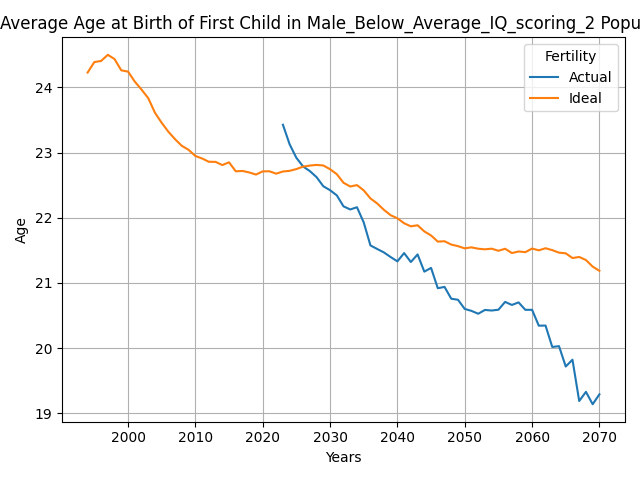 Average Age at Birth of First Child in Male_Below_Average_IQ_scoring_2 Popu
Fertility
Actual
Ideal
24
23
22
21
20
19
Age
2000
2010
2020
2030
2040
2050
2060
2070
Years